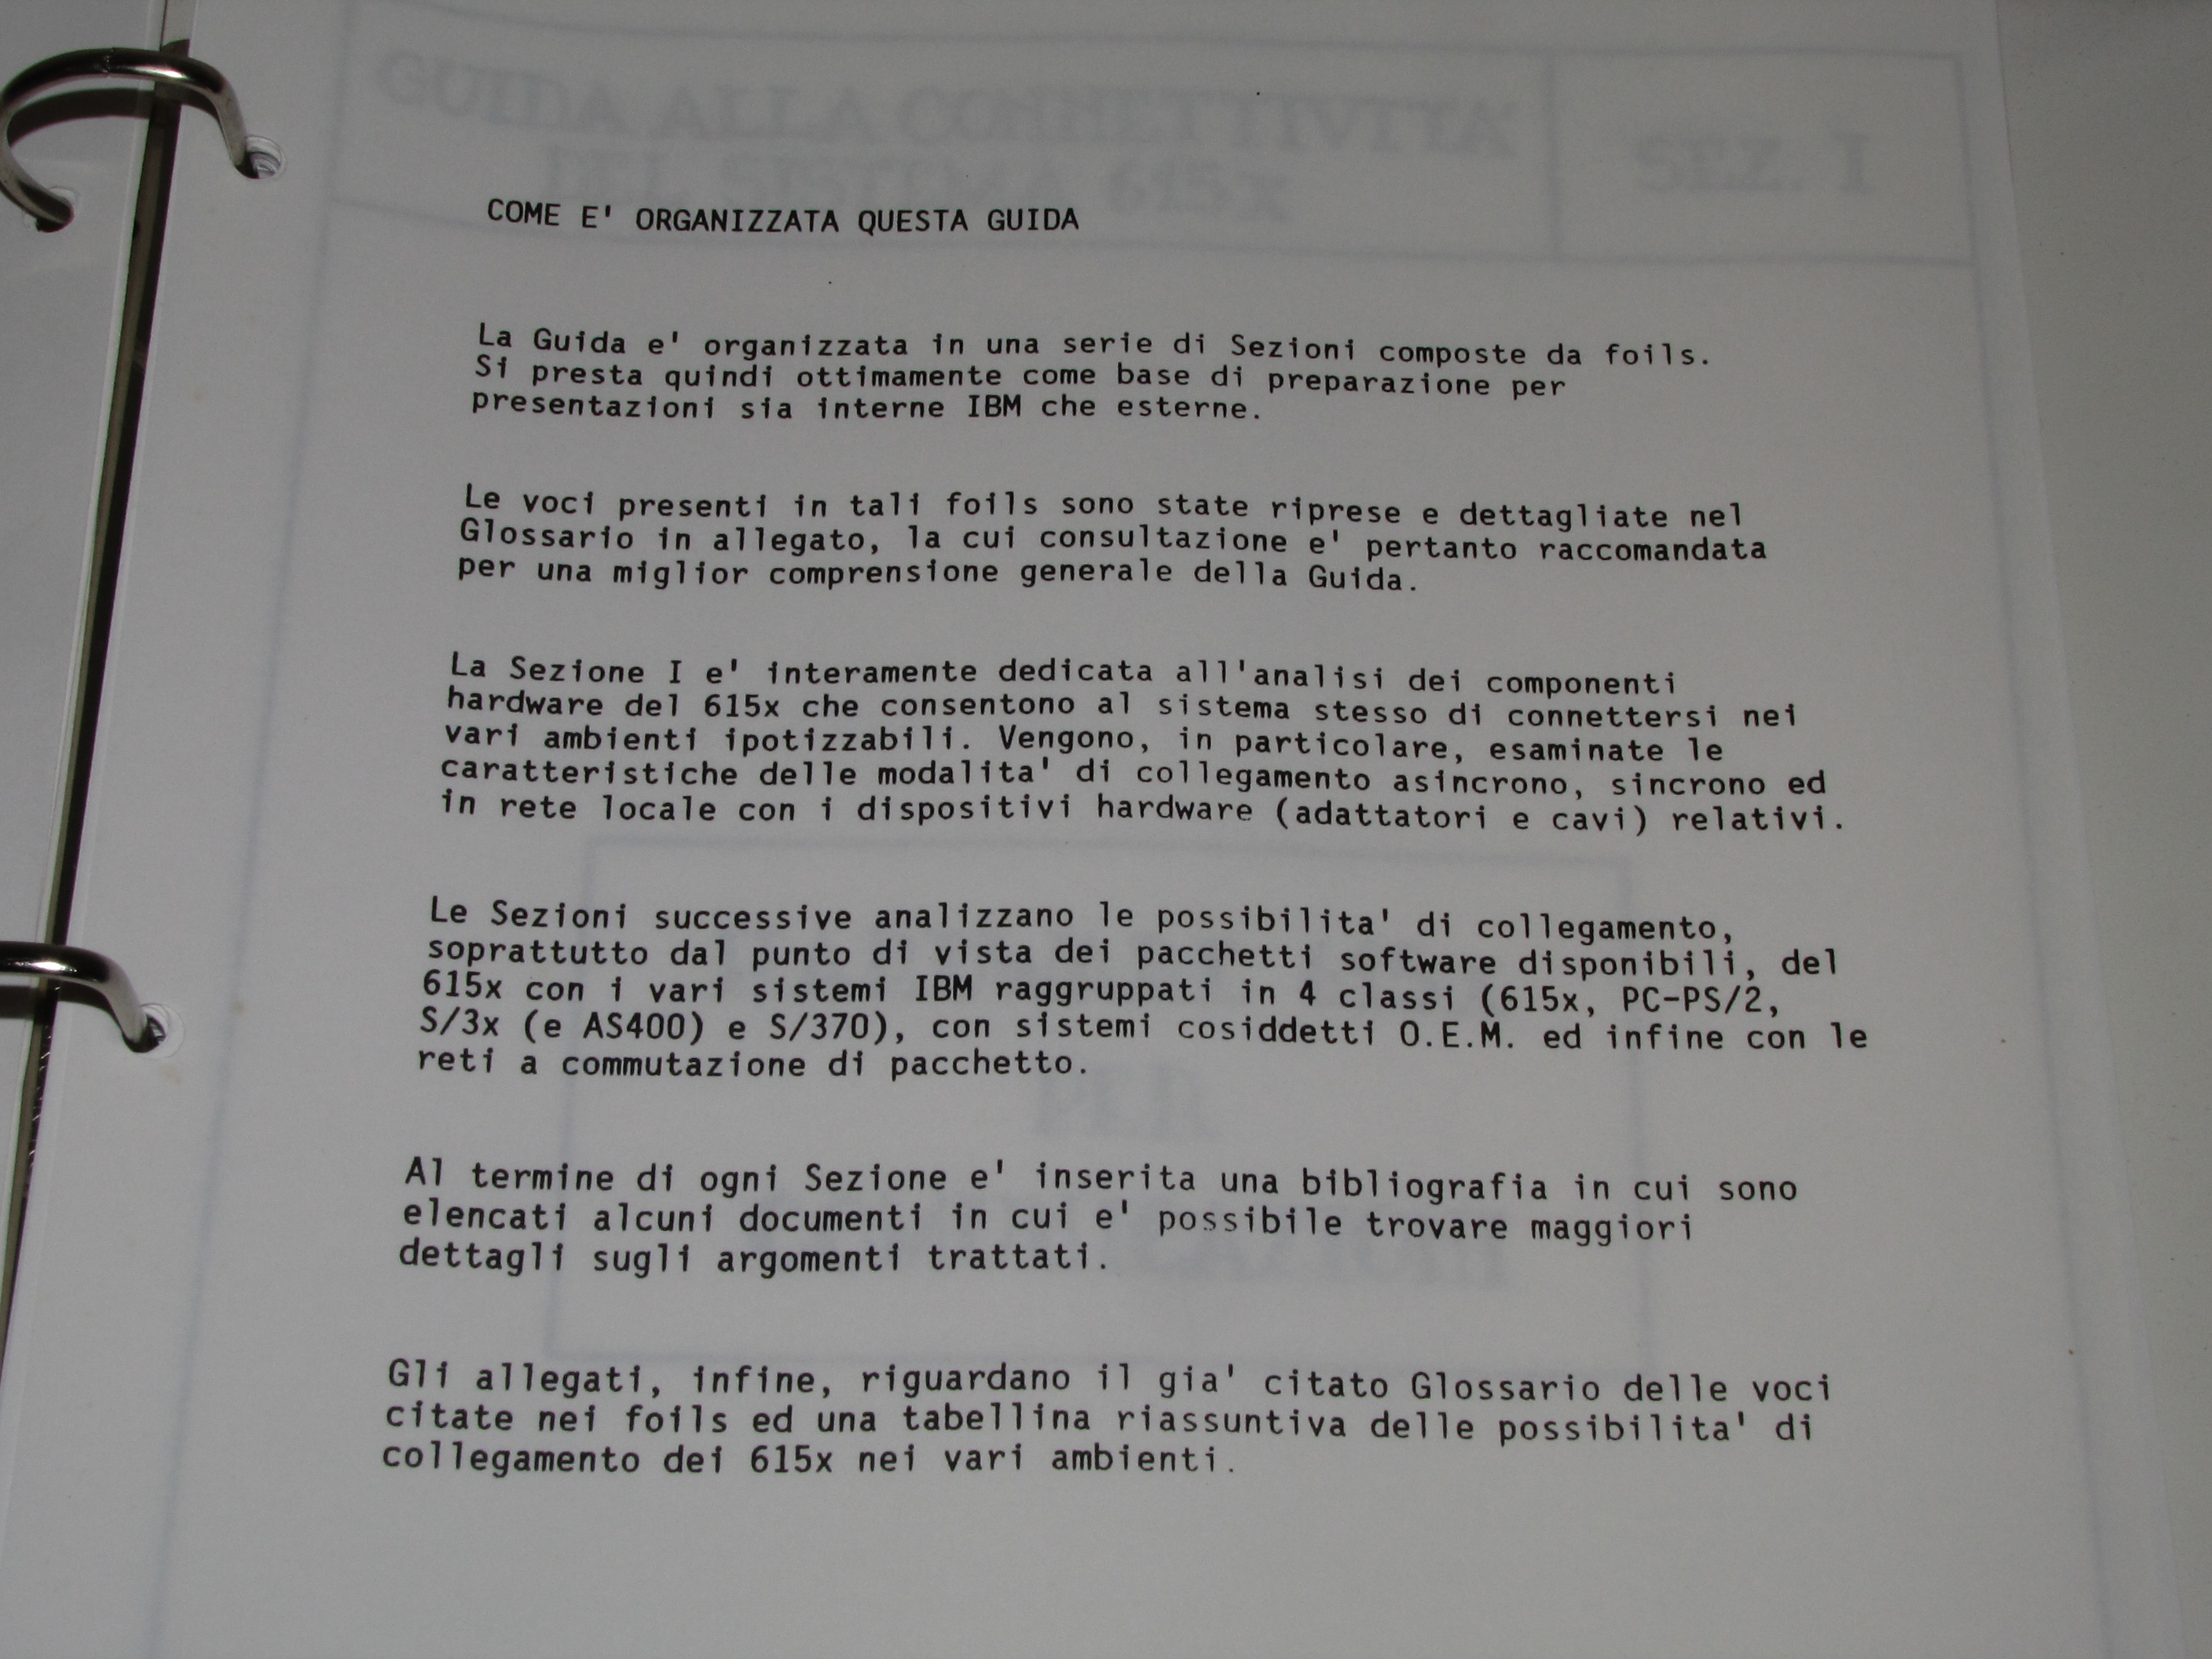 GUIDA ALLA CONNETTIVITA'
DEL SISTEMA 615x
SEZ. I
COME E' ORGANIZZATA QUESTA GUIDA
La Guida e' organizzata in una serie di Sezioni composte da foils.
Si presta quindi ottimamente come base di preparazione per
presentazioni sia interne IBM che esterne.
Le voci presenti in tali foils sono state riprese e dettagliate nel
Glossario in allegato, la cui consultazione e' pertanto raccomandata
per una miglior comprensione generale della Guida.
La Sezione I e' interamente dedicata all'analisi dei componenti
hardware del 615x che consentono al sistema stesso di connettersi nei
vari ambienti ipotizzabili. Vengono, in particolare, esaminate le
caratteristiche delle modalita' di collegamento asincrono, sincrono ed
in rete locale con i dispositivi hardware (adattatori e cavi) relativi.
Le Sezioni successive analizzano le possibilita' di collegamento,
soprattutto dal punto di vista dei pacchetti software disponibili, del
615x con i vari sistemi IBM raggruppati in 4 classi (615x, PC-PS/2,
S/3x (e AS400) e S/370), con sistemi cosiddetti O.E.M. ed infine con le
reti a commutazione di pacchetto.
Al termine di ogni Sezione e' inserita una bibliografia in cui sono
elencati alcuni documenti in cui e' possibile trovare maggiori
dettagli sugli argomenti trattati.
Gli allegati, infine, riguardano il gia' citato Glossario delle voci
citate nei foils ed una tabellina riassuntiva delle possibilita' di
collegamento dei 615x nei vari ambienti.